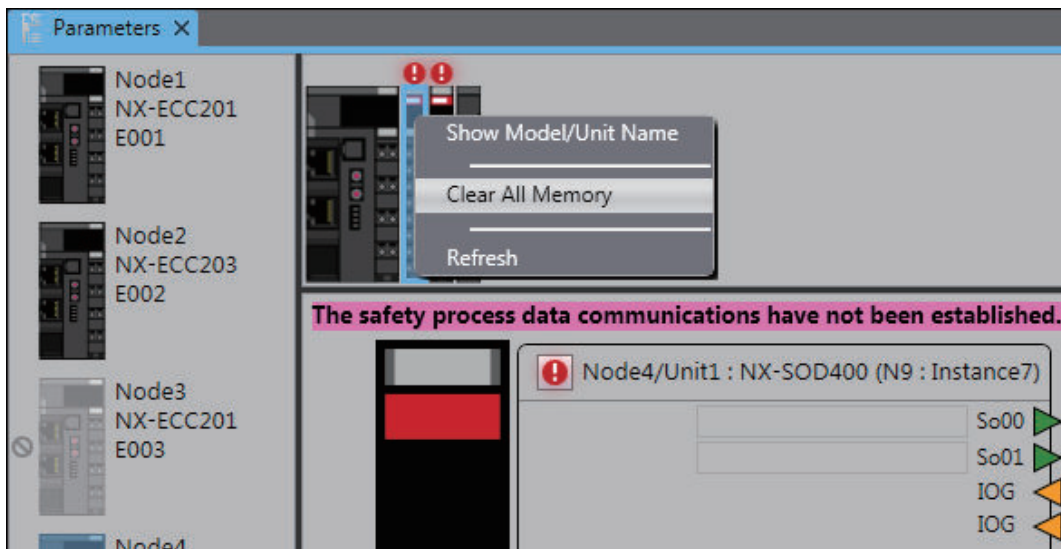 Parameters
Node1
NX-ECC201
E001
Node2
NX-ECC203
E002
Node3
NX-ECC201
E003
Node4
Show Model/Unit Name
Clear All Memory
Refresh
The safety process data communications have not been established.
Node4/Unit1 : NX-SOD400 (N9 : Instance7)
So00
So01
IOG
IOG